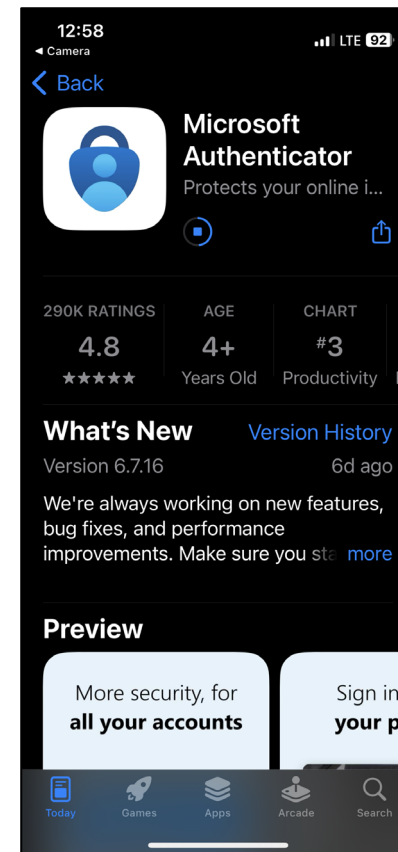 12:58
LTE 92
◀ Camera
Back
Microsoft
Authenticator
Protects your online i...
290K RATINGS
4.8
★★★★★
AGE
4+
Years Old
CHART
#3
Productivity
What's New
Version History
Version 6.7.16
6d ago
We're always working on new features,
bug fixes, and performance
improvements. Make sure you sta more
Preview
More security, for
all your accounts
Sign in
your p
Today
Games
Apps
Arcade
Search